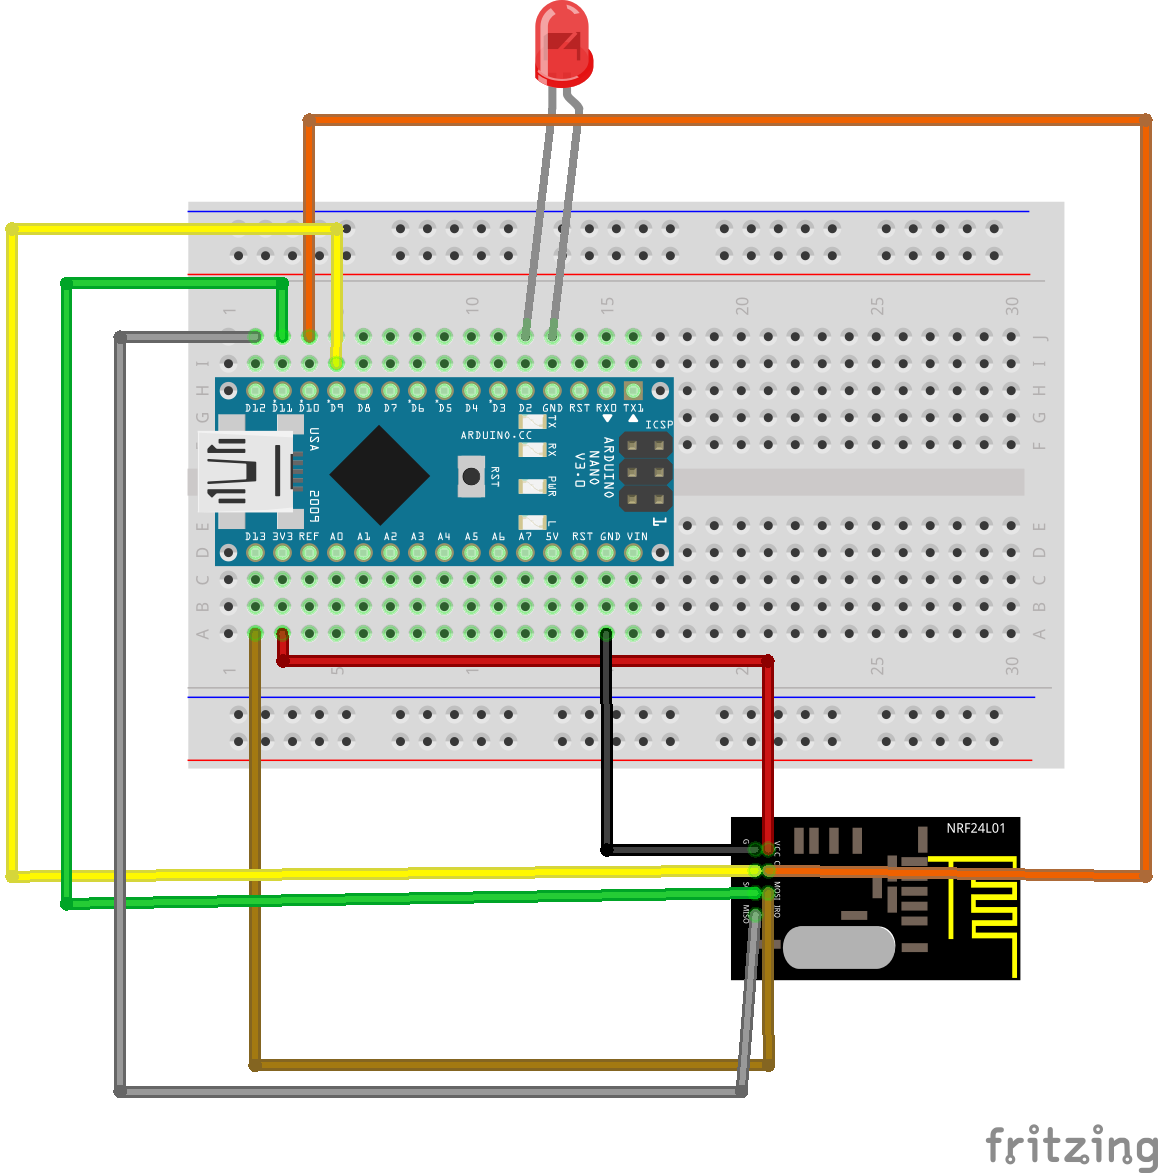 1 10 15 20 25 30
J
I
H
G
F
D12 D11 D10 D9 D8 D7 D6 D5 D4 D3 D2 GND RST RX0 TX1
TX
ICSP
ARDUINO.CC
RX
USA
RST
ARDUINO
NANO
V3.0
PWR
2009
L
1
D13 3V3 REF A0 A1 A2 A3 A4 A5 A6 A7 5V RST GND VIN
E
D
C
B
A
E
D
C
B
A
1 5 1 2 25 30
NRF24L01
G VCC
MOSI
MISO IRQ
fritzing